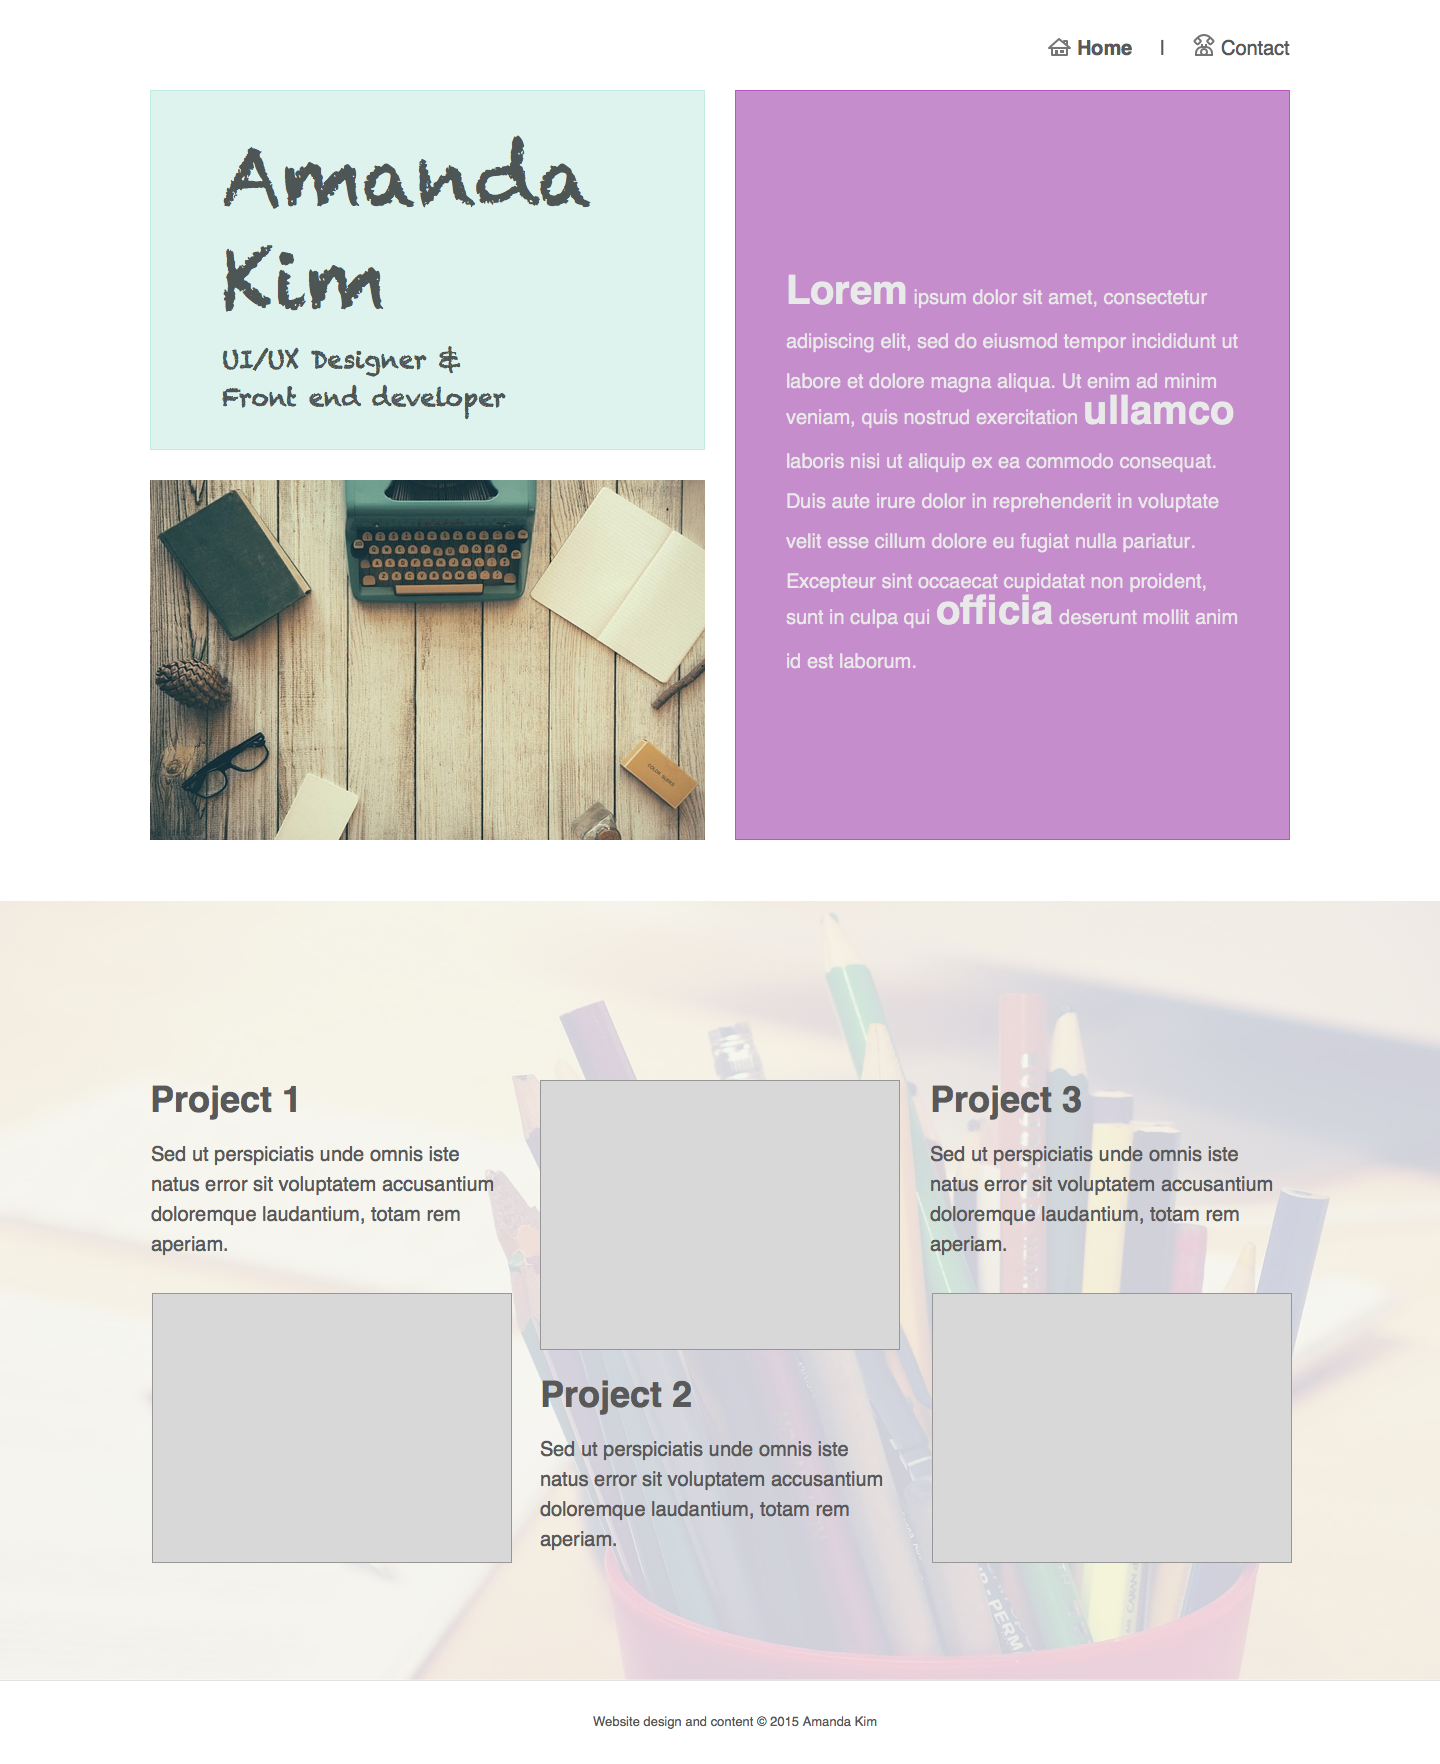 Home | Contact
Amanda
Kim
UI/UX Designer &
Front end developer
Lorem ipsum dolor sit amet, consectetur
adipiscing elit, sed do eiusmod tempor incididunt ut
labore et dolore magna aliqua. Ut enim ad minim
veniam, quis nostrud exercitation ullamco
laboris nisi ut aliquip ex ea commodo consequat.
Duis aute irure dolor in reprehenderit in voluptate
velit esse cillum dolore eu fugiat nulla pariatur.
Excepteur sint occaecat cupidatat non proident,
sunt in culpa qui officia deserunt mollit anim
id est laborum.
Project 1
Sed ut perspiciatis unde omnis iste
natus error sit voluptatem accusantium
doloremque laudantium, totam rem
aperiam.
Project 2
Sed ut perspiciatis unde omnis iste
natus error sit voluptatem accusantium
doloremque laudantium, totam rem
aperiam.
Project 3
Sed ut perspiciatis unde omnis iste
natus error sit voluptatem accusantium
doloremque laudantium, totam rem
aperiam.
Website design and content © 2015 Amanda Kim